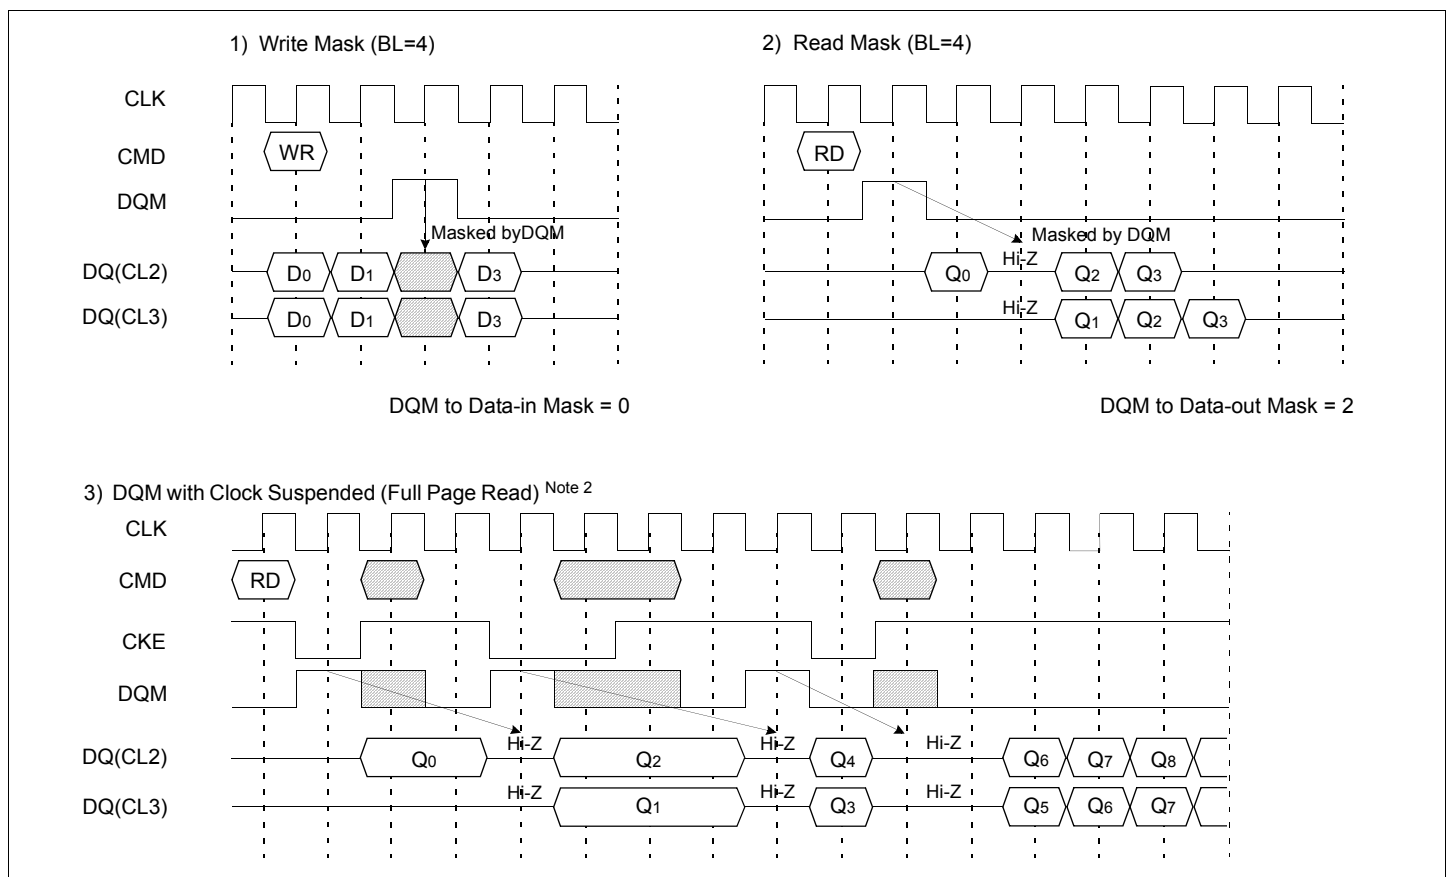 1) Write Mask (BL=4)
CLK
CMD
WR
DQM
Masked byDQM
DQ(CL2)
D0 D1 D3
DQ(CL3)
D0 D1 D3
DQM to Data-in Mask = 0
2) Read Mask (BL=4)
RD
Masked by DQM
Hi-Z
Q0 Q2 Q3
Hi-Z
Q1 Q2 Q3
DQM to Data-out Mask = 2
3) DQM with Clock Suspended (Full Page Read) Note 2
CLK
CMD
RD
CKE
DQM
Hi-Z Hi-Z Hi-Z
DQ(CL2)
Q0 Q2 Q4 Q6 Q7 Q8
Hi-Z Hi-Z Hi-Z
DQ(CL3)
Q1 Q3 Q5 Q6 Q7